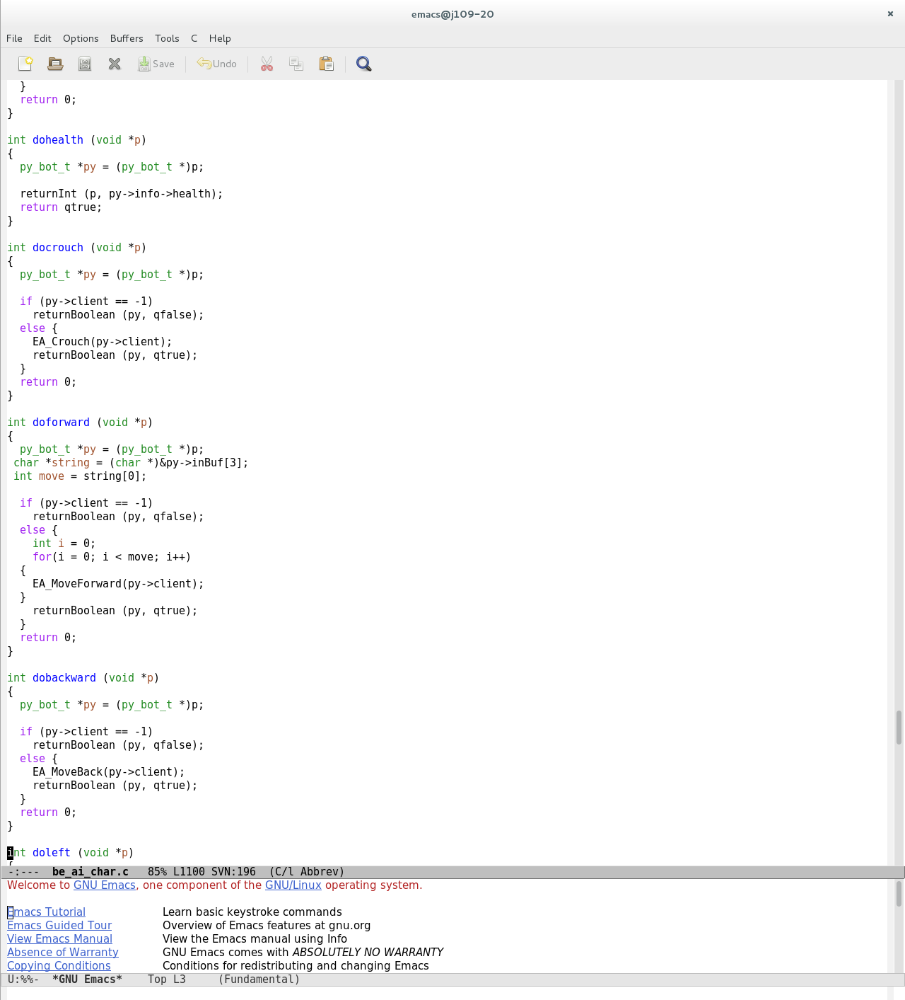 emacs@j109-20
File Edit Options Buffers Tools C Help
Save Undo
  }
  return 0;
}

int dohealth (void *p)
{
  py_bot_t *py = (py_bot_t *)p;

  returnInt (p, py->info->health);
  return qtrue;
}

int docrouch (void *p)
{
  py_bot_t *py = (py_bot_t *)p;

  if (py->client == -1)
    returnBoolean (py, qfalse);
  else {
    EA_Crouch(py->client);
    returnBoolean (py, qtrue);
  }
  return 0;
}

int doforward (void *p)
{
  py_bot_t *py = (py_bot_t *)p;
 char *string = (char *)&py->inBuf[3];
 int move = string[0];

  if (py->client == -1)
    returnBoolean (py, qfalse);
  else {
    int i = 0;
    for(i = 0; i < move; i++)
  {
    EA_MoveForward(py->client);
  }
    returnBoolean (py, qtrue);
  }
  return 0;
}

int dobackward (void *p)
{
  py_bot_t *py = (py_bot_t *)p;

  if (py->client == -1)
    returnBoolean (py, qfalse);
  else {
    EA_MoveBack(py->client);
    returnBoolean (py, qtrue);
  }
  return 0;
}

int doleft (void *p)
{
-:---  be_ai_char.c   85% L1100 SVN:196  (C/l Abbrev)
Welcome to GNU Emacs, one component of the GNU/Linux operating system.

Emacs Tutorial Learn basic keystroke commands
Emacs Guided Tour Overview of Emacs features at gnu.org
View Emacs Manual View the Emacs manual using Info
Absence of Warranty GNU Emacs comes with ABSOLUTELY NO WARRANTY
Copying Conditions Conditions for redistributing and changing Emacs
U:%%-  *GNU Emacs*    Top L3     (Fundamental)